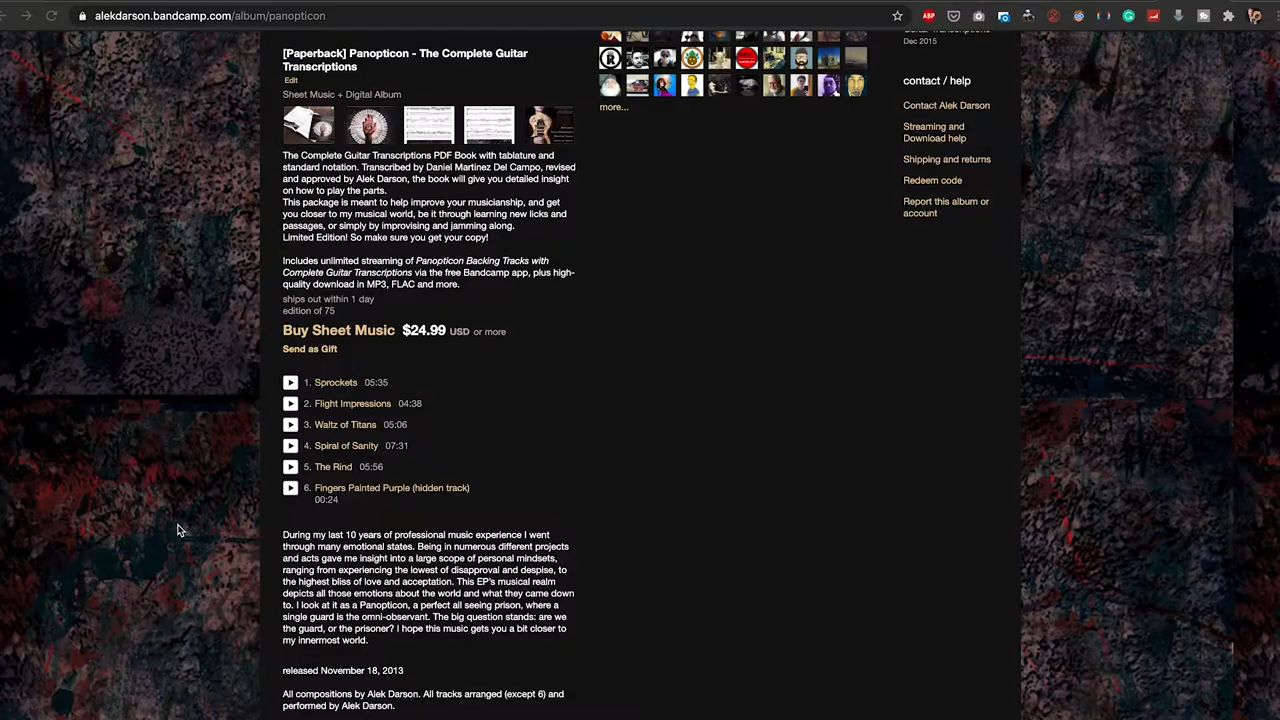 alekdarson.bandcamp.com/album/panopticon
ABP
[Paperback] Panopticon - The Complete Guitar
Transcriptions
Edit
Sheet Music + Digital Album
The Complete Guitar Transcriptions PDF Book with tablature and
standard notation. Transcribed by Daniel Martinez Del Campo, revised
and approved by Alek Darson, the book will give you detailed insight
on how to play the parts.
This package is meant to help improve your musicianship, and get
you closer to my musical world, be it through learning new licks and
passages, or simply by improvising and jamming along.
Limited Edition! So make sure you get your copy!
Includes unlimited streaming of Panopticon Backing Tracks with
Complete Guitar Transcriptions via the free Bandcamp app, plus high-
quality download in MP3, FLAC and more.
ships out within 1 day
edition of 75
Buy Sheet Music $24.99 USD or more
Send as Gift
1. Sprockets 05:35
2. Flight Impressions 04:38
3. Waltz of Titans 05:06
4. Spiral of Sanity 07:31
5. The Rind 05:56
6. Fingers Painted Purple (hidden track)
00:24
During my last 10 years of professional music experience I went
through many emotional states. Being in numerous different projects
and acts gave me insight into a large scope of personal mindsets,
ranging from experiencing the lowest of disapproval and despise, to
the highest bliss of love and acceptation. This EP's musical realm
depicts all those emotions about the world and what they came down
to. I look at it as a Panopticon, a perfect all seeing prison, where a
single guard is the omni-observant. The big question stands: are we
the guard, or the prisoner? I hope this music gets you a bit closer to
my innermost world.
released November 18, 2013
All compositions by Alek Darson. All tracks arranged (except 6) and
performed by Alek Darson.
R
more...
Dec 2015
contact / help
Contact Alek Darson
Streaming and
Download help
Shipping and returns
Redeem code
Report this album or
account